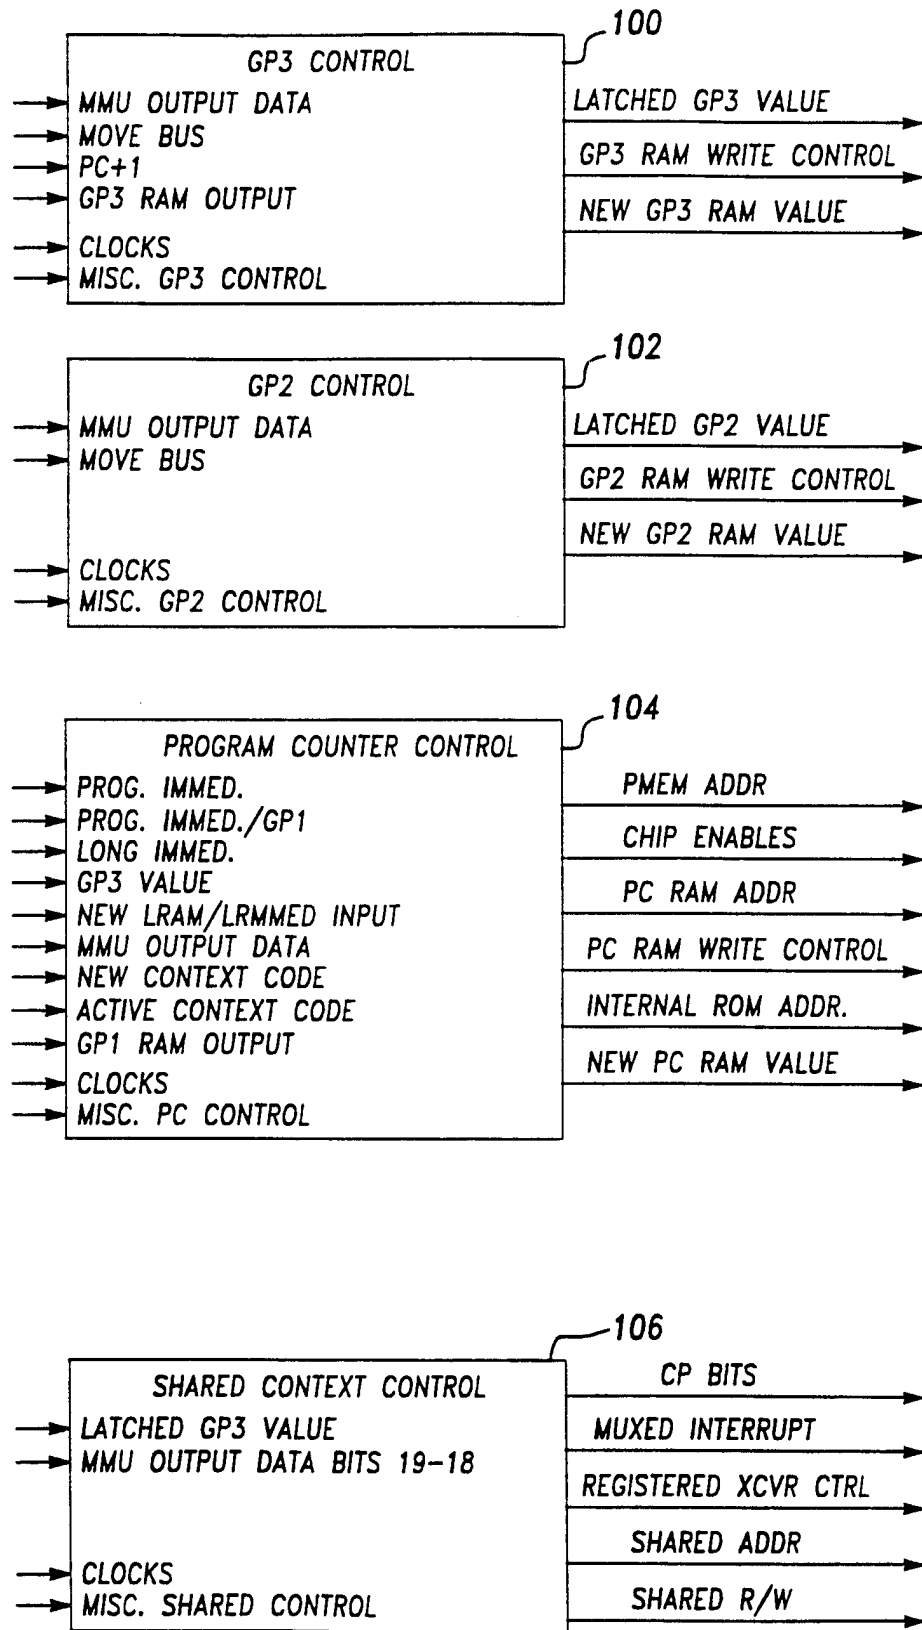 100
GP3 CONTROL
MMU OUTPUT DATA
MOVE BUS
PC+1
GP3 RAM OUTPUT
CLOCKS
MISC. GP3 CONTROL
LATCHED GP3 VALUE
GP3 RAM WRITE CONTROL
NEW GP3 RAM VALUE
102
GP2 CONTROL
MMU OUTPUT DATA
MOVE BUS
CLOCKS
MISC. GP2 CONTROL
LATCHED GP2 VALUE
GP2 RAM WRITE CONTROL
NEW GP2 RAM VALUE
104
PROGRAM COUNTER CONTROL
PROG. IMMED.
PROG. IMMED./GP1
LONG IMMED.
GP3 VALUE
NEW LRAM/LRMMED INPUT
MMU OUTPUT DATA
NEW CONTEXT CODE
ACTIVE CONTEXT CODE
GP1 RAM OUTPUT
CLOCKS
MISC. PC CONTROL
PMEM ADDR
CHIP ENABLES
PC RAM ADDR
PC RAM WRITE CONTROL
INTERNAL ROM ADDR.
NEW PC RAM VALUE
106
SHARED CONTEXT CONTROL
LATCHED GP3 VALUE
MMU OUTPUT DATA BITS 19-18
CLOCKS
MISC. SHARED CONTROL
CP BITS
MUXED INTERRUPT
REGISTERED XCVR CTRL
SHARED ADDR
SHARED R/W